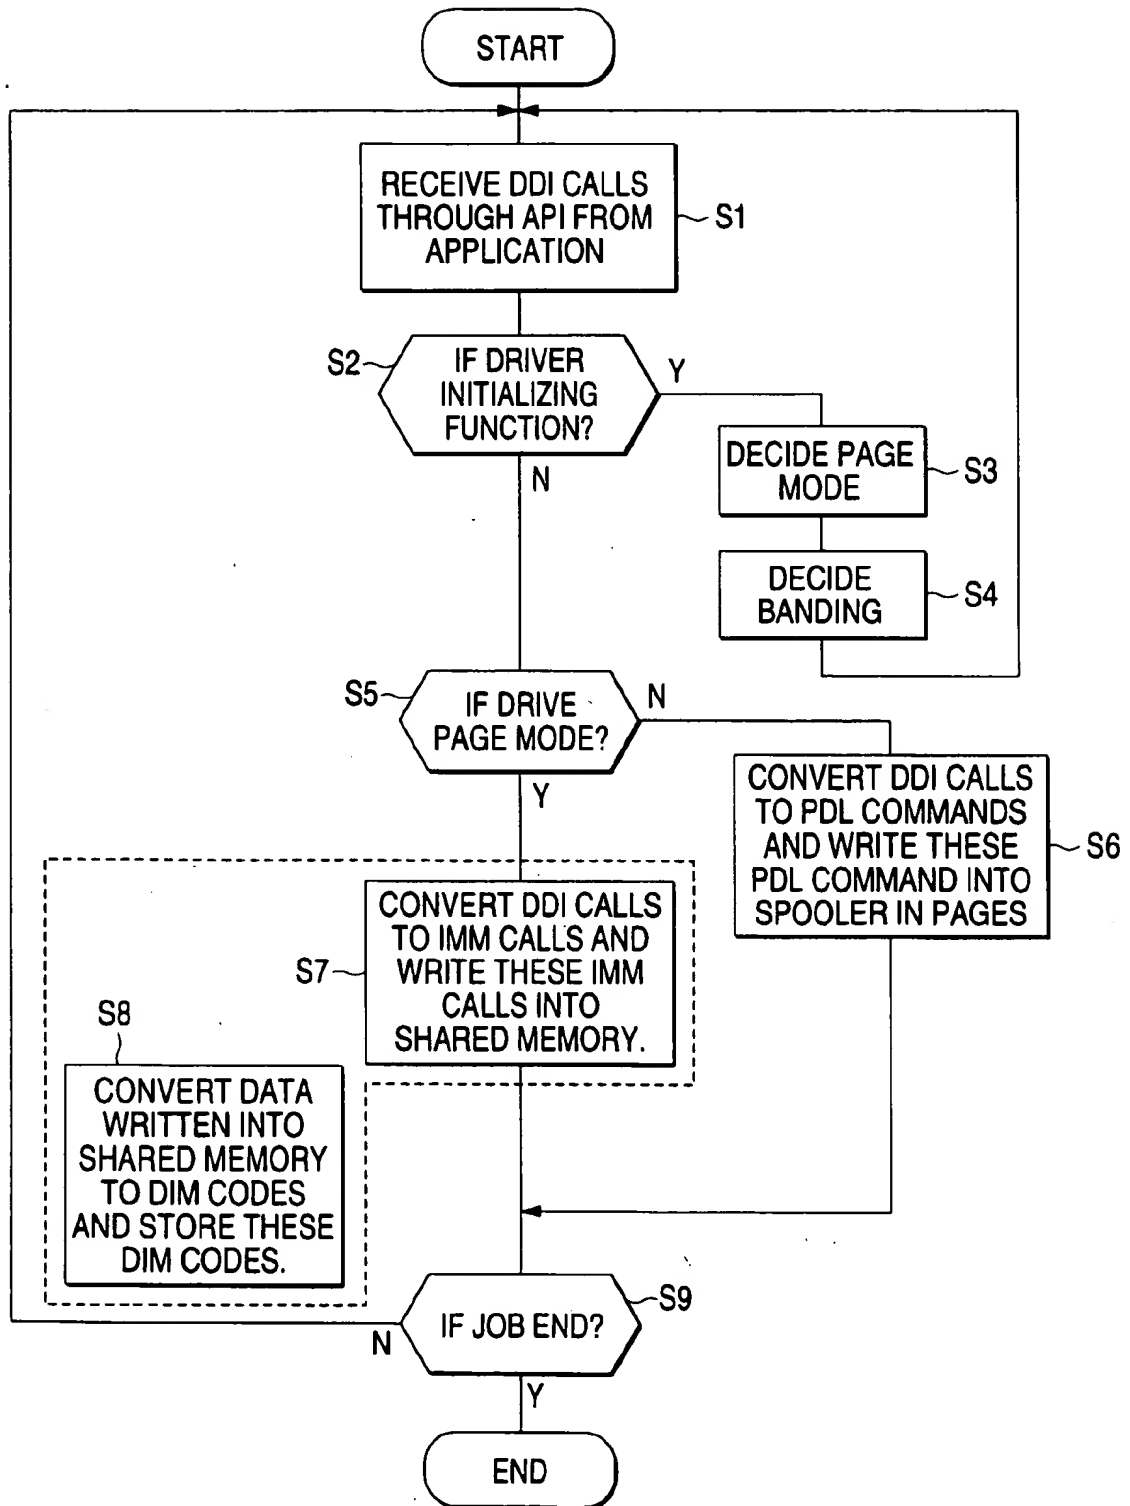 START
RECEIVE DDI CALLS
THROUGH API FROM
APPLICATION
S1
S2
IF DRIVER
INITIALIZING
FUNCTION?
Y
N
DECIDE PAGE
MODE
S3
DECIDE
BANDING
S4
S5
IF DRIVE
PAGE MODE?
N
Y
CONVERT DDI CALLS
TO PDL COMMANDS
AND WRITE THESE
PDL COMMAND INTO
SPOOLER IN PAGES
S6
S7
CONVERT DDI CALLS
TO IMM CALLS AND
WRITE THESE IMM
CALLS INTO
SHARED MEMORY.
S8
CONVERT DATA
WRITTEN INTO
SHARED MEMORY
TO DIM CODES
AND STORE THESE
DIM CODES.
IF JOB END?
S9
N
Y
END